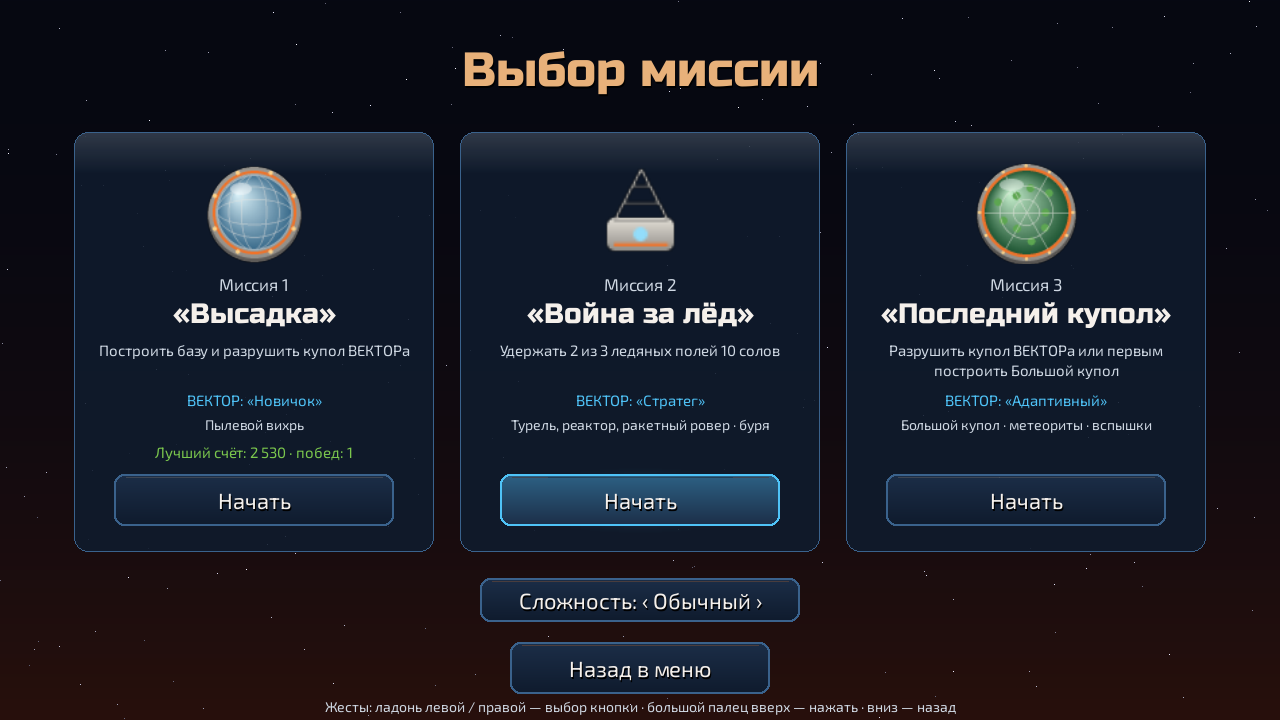 Выбор миссии
Миссия 1
«Высадка»
Построить базу и разрушить купол ВЕКТОРа
ВЕКТОР: «Новичок»
Пылевой вихрь
Лучший счёт: 2 530 · побед: 1
Начать
Миссия 2
«Война за лёд»
Удержать 2 из 3 ледяных полей 10 солов
ВЕКТОР: «Стратег»
Турель, реактор, ракетный ровер · буря
Начать
Миссия 3
«Последний купол»
Разрушить купол ВЕКТОРа или первым
построить Большой купол
ВЕКТОР: «Адаптивный»
Большой купол · метеориты · вспышки
Начать
Сложность: ‹ Обычный ›
Назад в меню
Жесты: ладонь левой / правой — выбор кнопки · большой палец вверх — нажать · вниз — назад